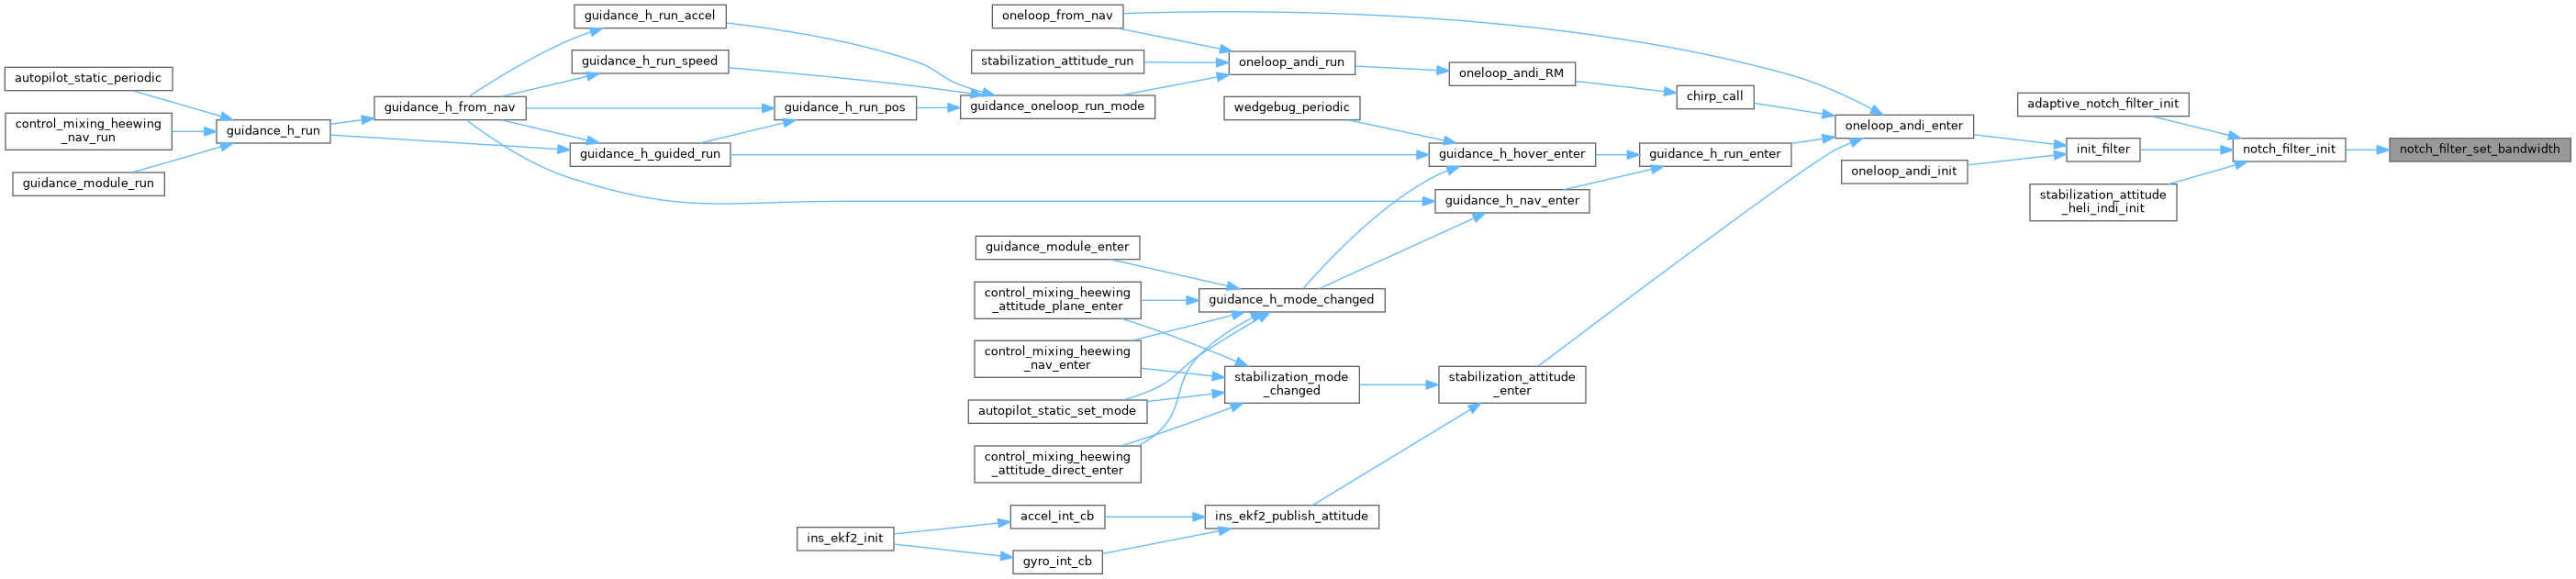 autopilot_static_periodic
control_mixing_heewing
_nav_run
guidance_module_run
guidance_h_run
guidance_h_from_nav
guidance_h_run_accel
guidance_h_run_speed
guidance_h_guided_run
guidance_h_run_pos
oneloop_from_nav
stabilization_attitude_run
guidance_oneloop_run_mode
oneloop_andi_run
wedgebug_periodic
oneloop_andi_RM
chirp_call
guidance_h_hover_enter
guidance_h_nav_enter
guidance_h_run_enter
oneloop_andi_enter
oneloop_andi_init
adaptive_notch_filter_init
init_filter
stabilization_attitude
_heli_indi_init
notch_filter_init
notch_filter_set_bandwidth
guidance_module_enter
control_mixing_heewing
_attitude_plane_enter
control_mixing_heewing
_nav_enter
autopilot_static_set_mode
control_mixing_heewing
_attitude_direct_enter
guidance_h_mode_changed
stabilization_mode
_changed
stabilization_attitude
_enter
ins_ekf2_publish_attitude
accel_int_cb
gyro_int_cb
ins_ekf2_init